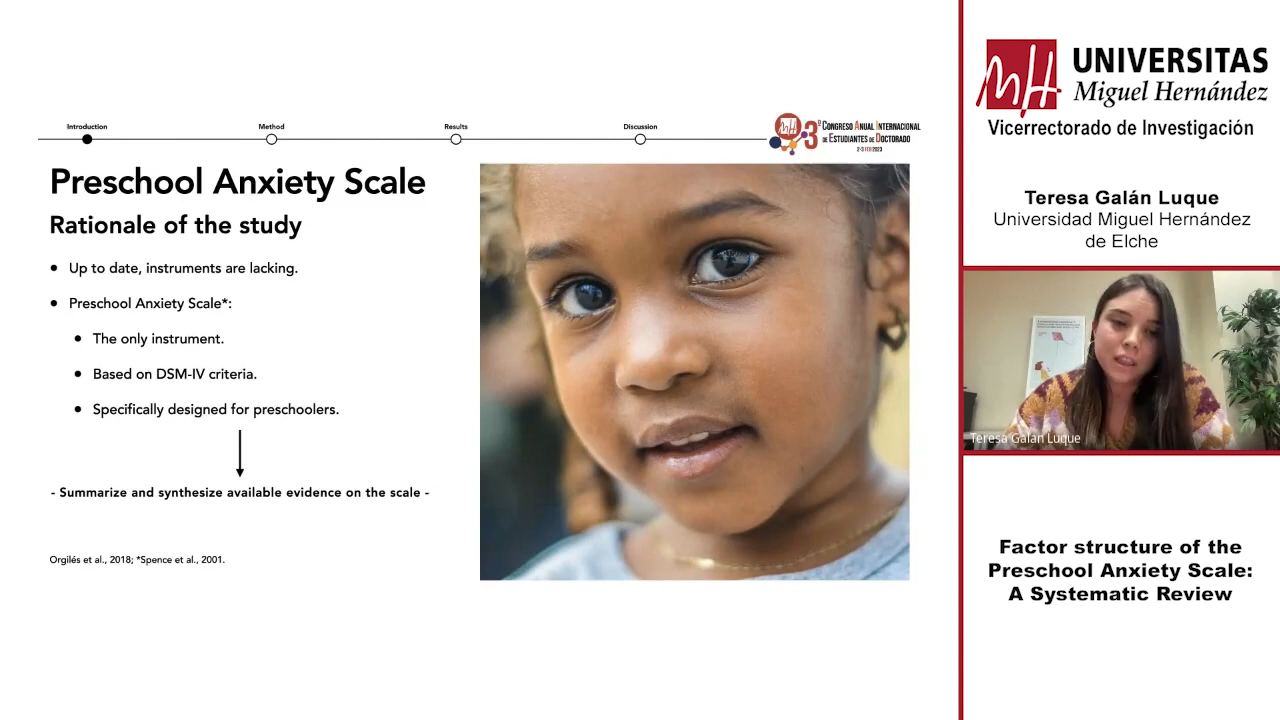 Introduction
Method
Results
Discussion
3º Congreso Anual Internacional
de Estudiantes de Doctorado
2-3 FEB 2023
Preschool Anxiety Scale
Rationale of the study
• Up to date, instruments are lacking.
• Preschool Anxiety Scale*:
• The only instrument.
• Based on DSM-IV criteria.
• Specifically designed for preschoolers.
- Summarize and synthesize available evidence on the scale -
Orgilés et al., 2018; *Spence et al., 2001.
UNIVERSITAS
Miguel Hernández
Vicerrectorado de Investigación
Teresa Galán Luque
Universidad Miguel Hernández
de Elche
Teresa Galán Luque
Factor structure of the
Preschool Anxiety Scale:
A Systematic Review